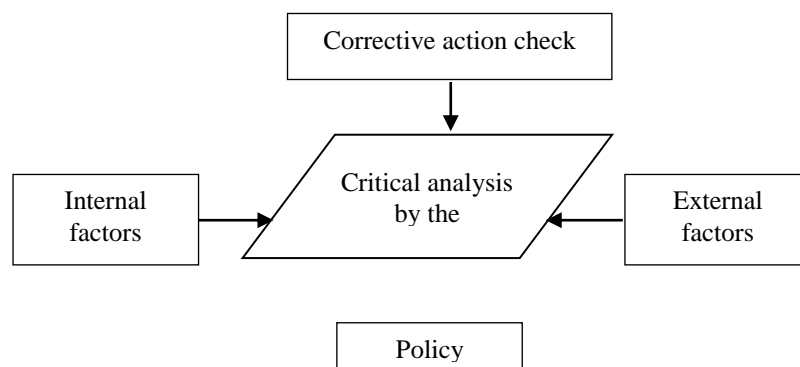 Corrective action check
Critical analysis
by the
Internal
factors
External
factors
Policy